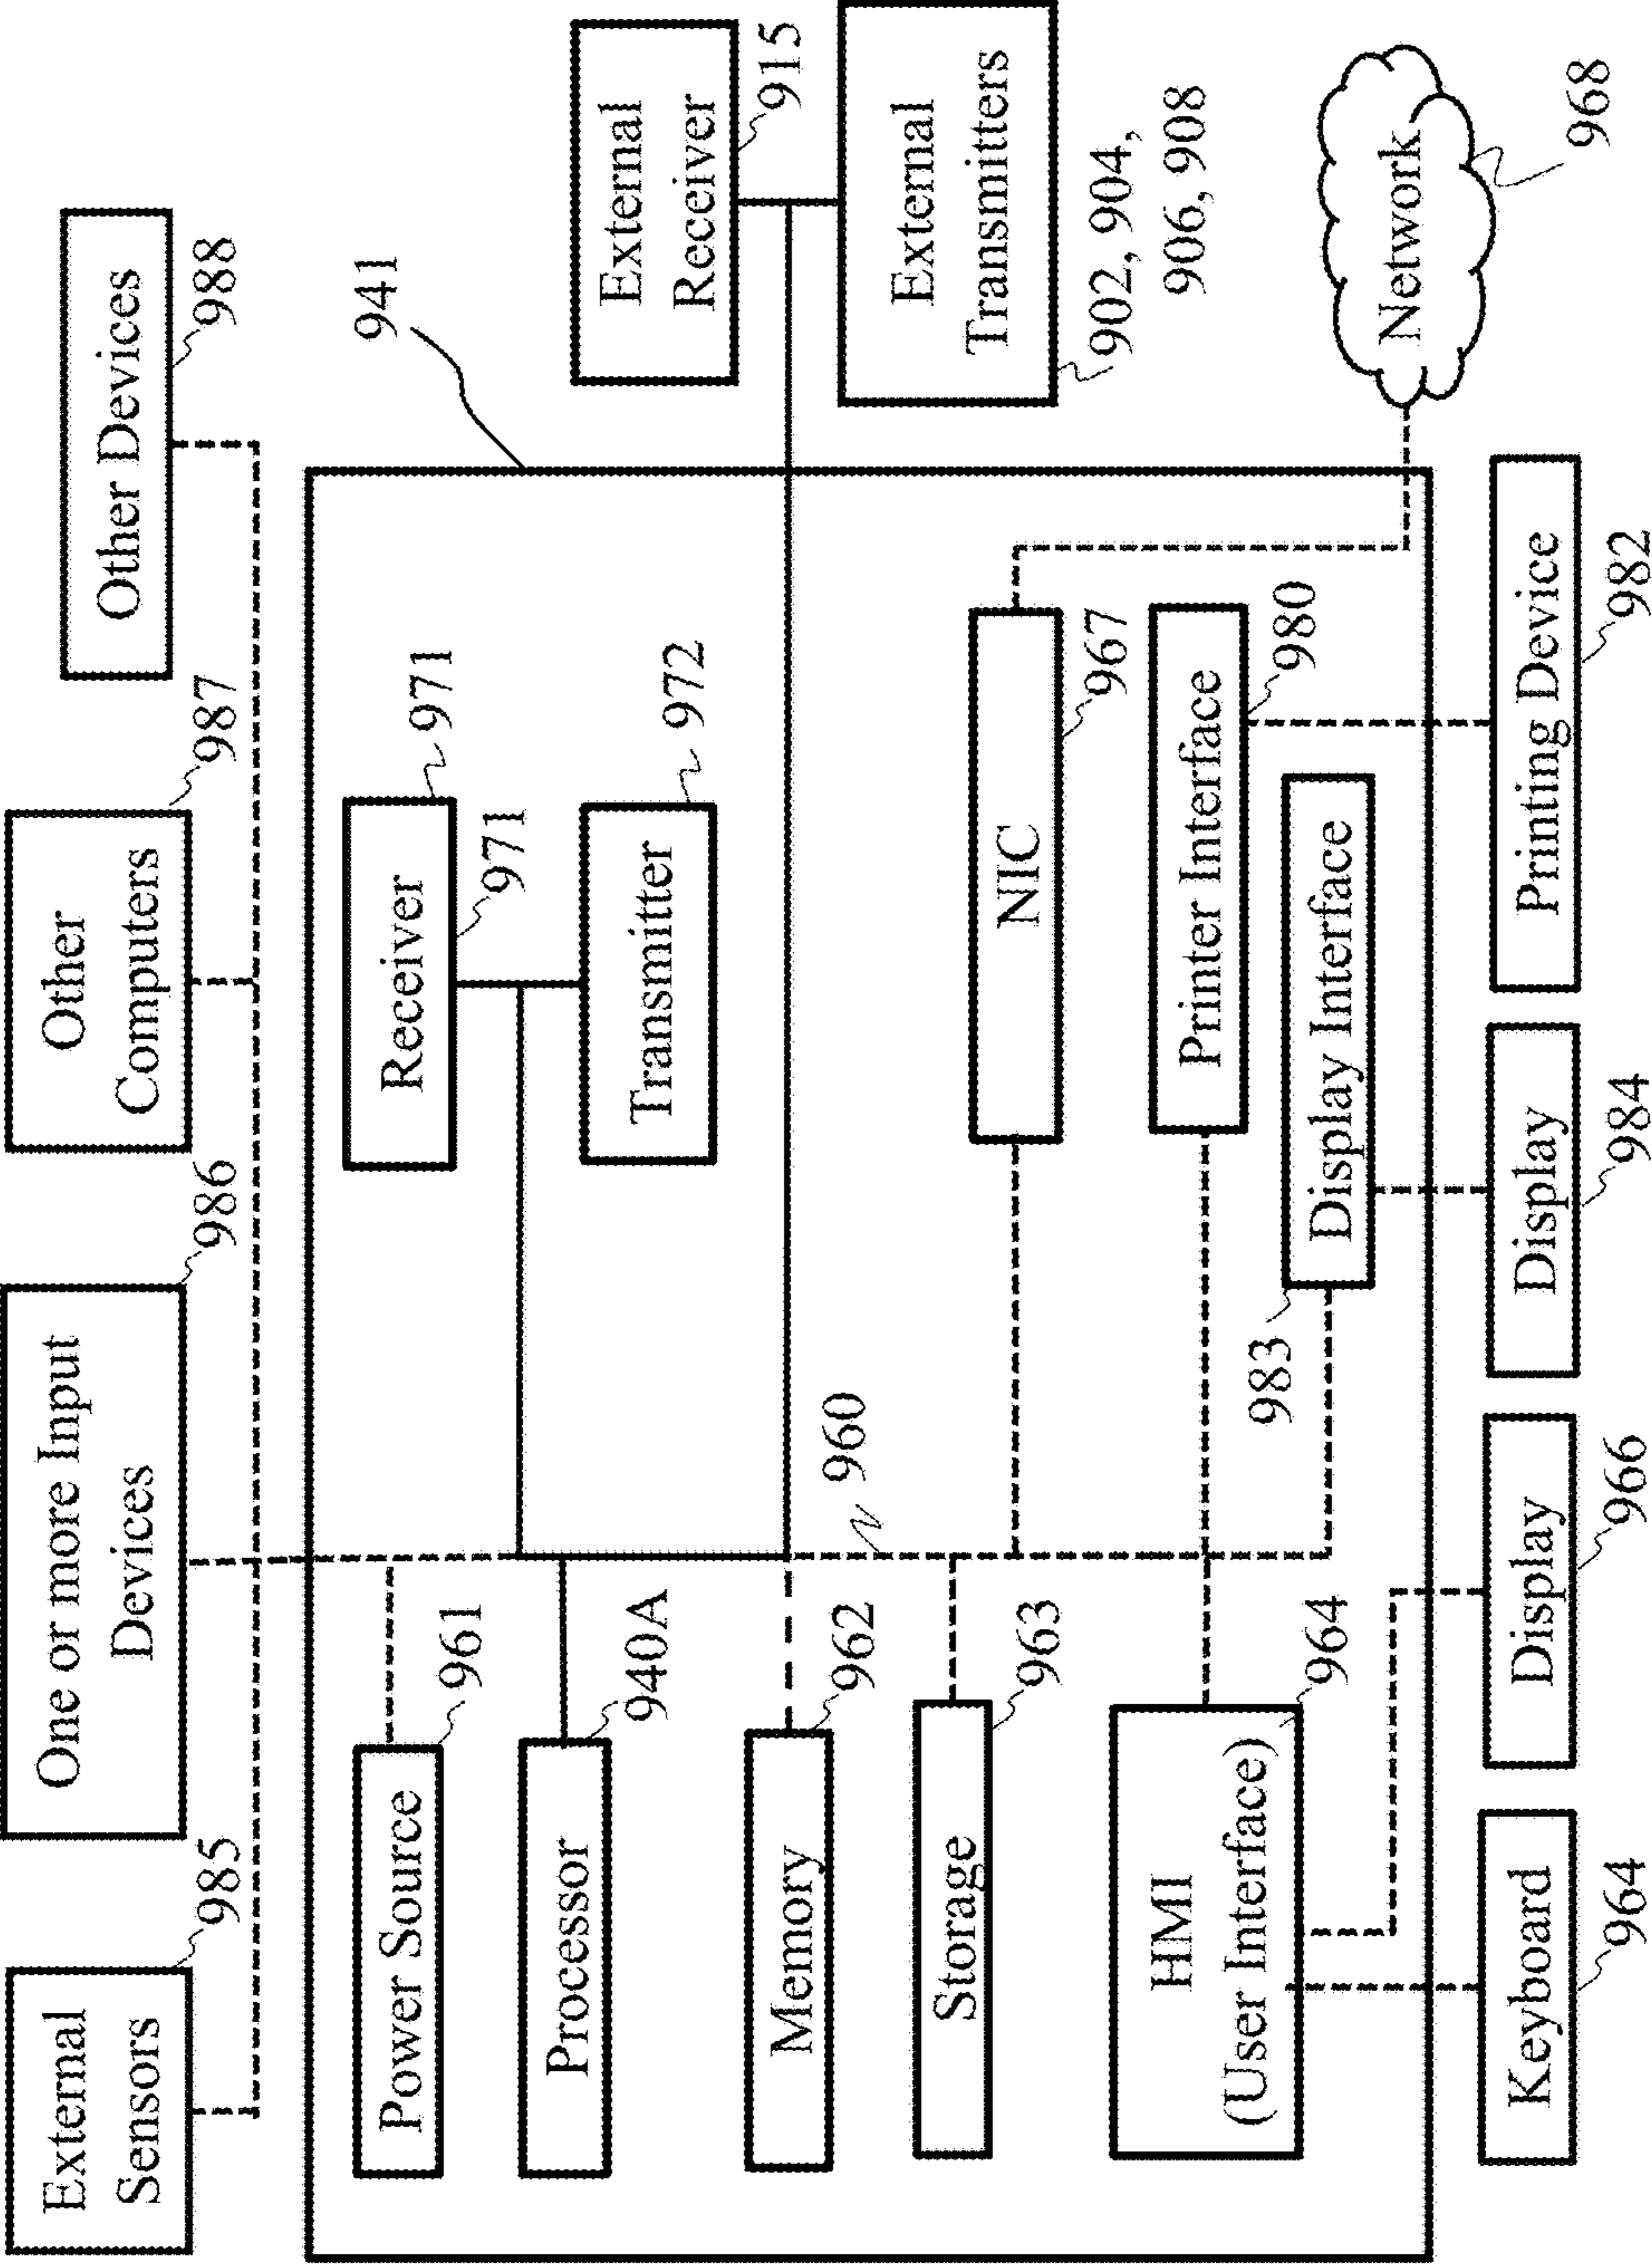 External
Sensors
985
One or more Input
Devices
986
Other
Computers
987
Other Devices
988
941
Power Source
961
Receiver
971
971
Transmitter
972
Processor
940A
External
Receiver
915
Memory
962
960
External
Transmitters
902, 904,
906, 908
Storage
963
NIC
967
HMI
(User Interface)
964
Printer Interface
980
983
Display Interface
Network
968
Keyboard
964
Display
966
Display
984
Printing Device
982